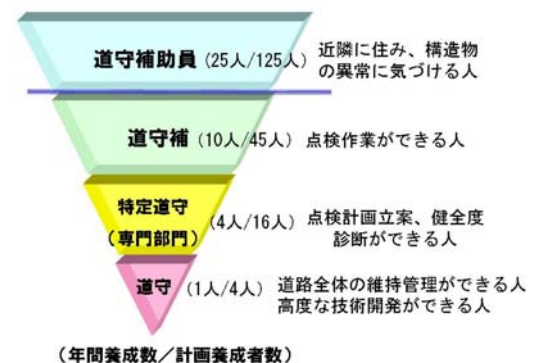 道守補助員 (25人/125人) 近隣に住み、構造物
の異常に気づける人
道守補 (10人/45人) 点検作業ができる人
特定道守
(専門部門) (4人/16人) 点検計画立案、健全度
診断ができる人
道守 (1人/4人) 道路全体の維持管理ができる人
高度な技術開発ができる人
(年間養成数/計画養成者数)